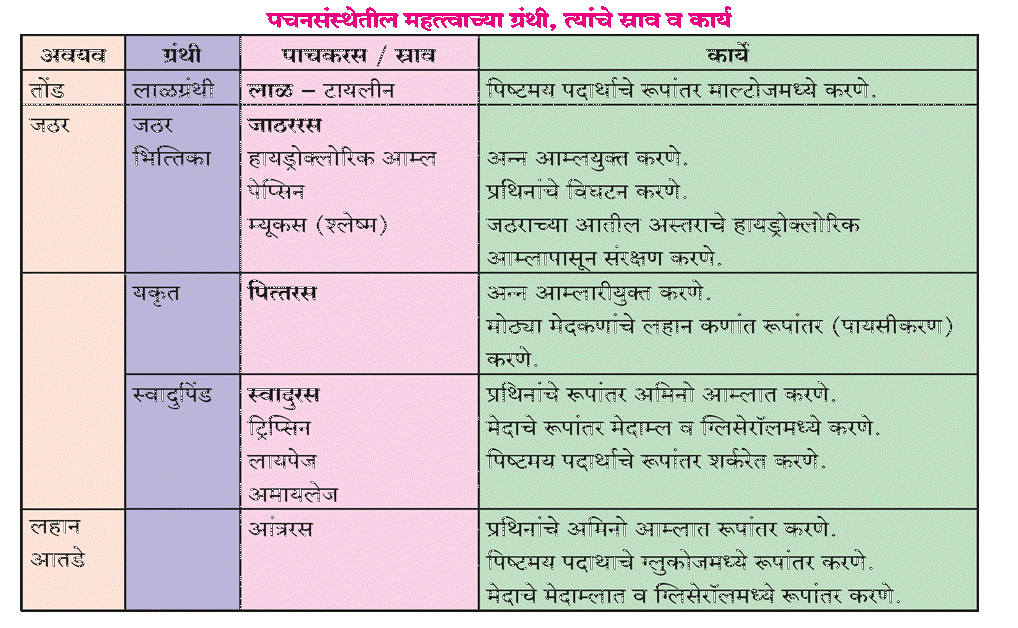 पचनसंस्थेतील महत्त्वाच्या ग्रंथी, त्यांचे स्राव व कार्य
अवयव ग्रंथी पाचकरस / स्राव कार्ये
तोंड लाळग्रंथी लाळ – टायलीन पिष्टमय पदार्थाचे रूपांतर माल्टोजमध्ये करणे.
जठर जठर जाठररस
भित्तिका हायड्रोक्लोरिक आम्ल अन्न आम्लयुक्त करणे.
पेप्सिन प्रथिनांचे विघटन करणे.
म्यूकस (श्लेष्म) जठराच्या आतील अस्तराचे हायड्रोक्लोरिक
आम्लापासून संरक्षण करणे.
यकृत पित्तरस अन्न आम्लारीयुक्त करणे.
मोठ्या मेदकणांचे लहान कणांत रूपांतर (पायसीकरण)
करणे.
स्वादुपिंड स्वादुरस प्रथिनांचे रूपांतर अमिनो आम्लात करणे.
ट्रिप्सिन मेदाचे रूपांतर मेदाम्ल व ग्लिसेरॉलमध्ये करणे.
लायपेज पिष्टमय पदार्थाचे रूपांतर शर्करेत करणे.
अमायलेज
लहान आंत्ररस प्रथिनांचे अमिनो आम्लात रूपांतर करणे.
आतडे पिष्टमय पदाथाचे ग्लुकोजमध्ये रूपांतर करणे.
मेदाचे मेदाम्लात व ग्लिसेरॉलमध्ये रूपांतर करणे.